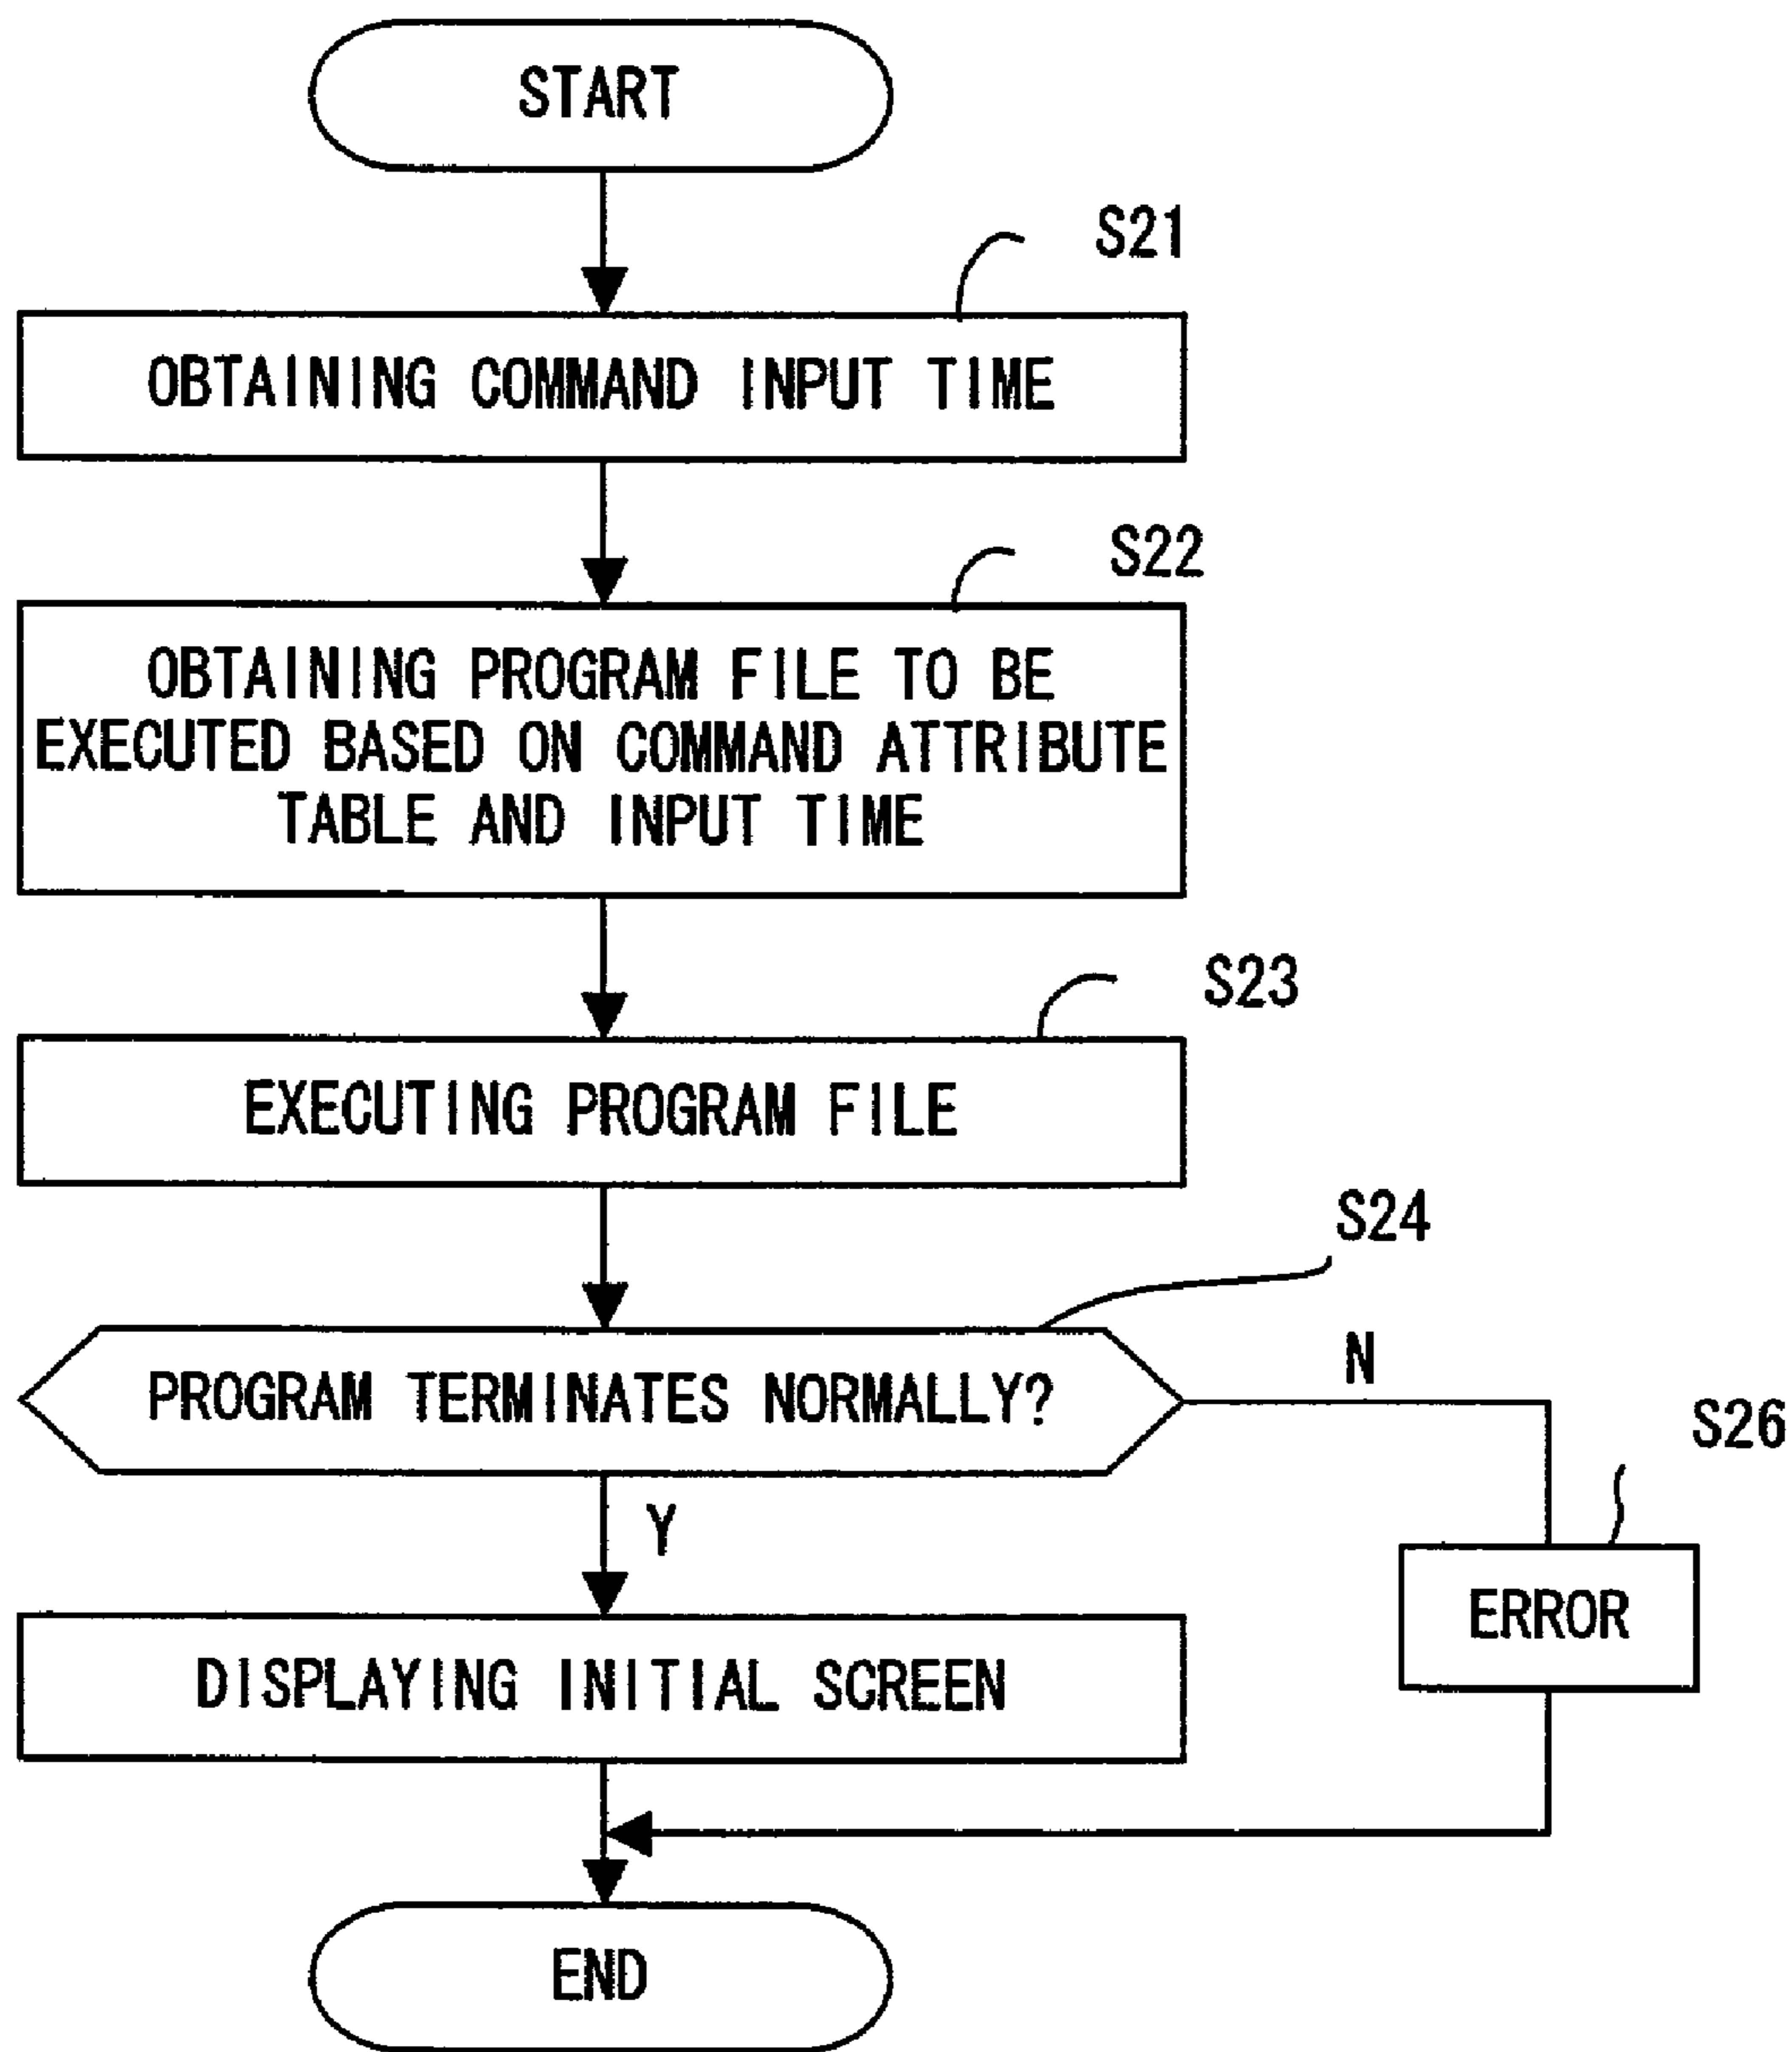 START
S21
OBTAINING COMMAND INPUT TIME
S22
OBTAINING PROGRAM FILE TO BE
EXECUTED BASED ON COMMAND ATTRIBUTE
TABLE AND INPUT TIME
S23
EXECUTING PROGRAM FILE
S24
PROGRAM TERMINATES NORMALLY?
N
S26
Y
ERROR
DISPLAYING INITIAL SCREEN
END